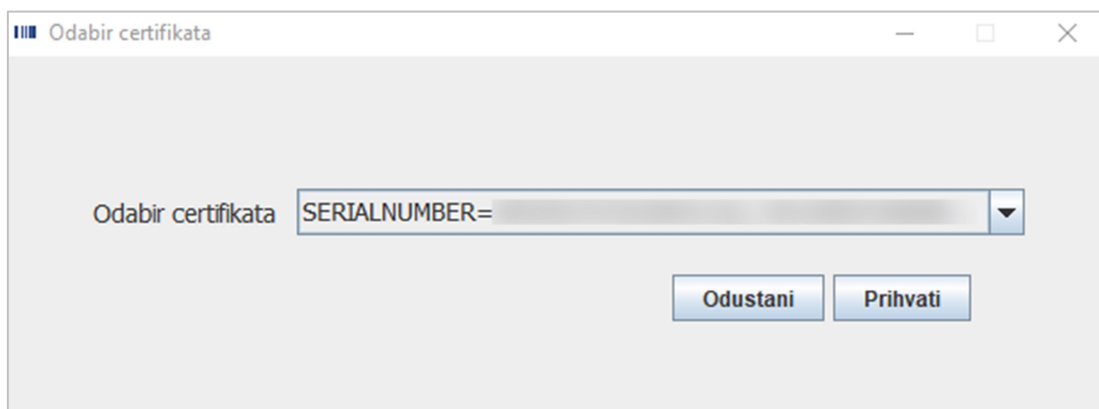 Odabir certifikata
Odabir certifikata SERIALNUMBER=
Odustani Prihvati